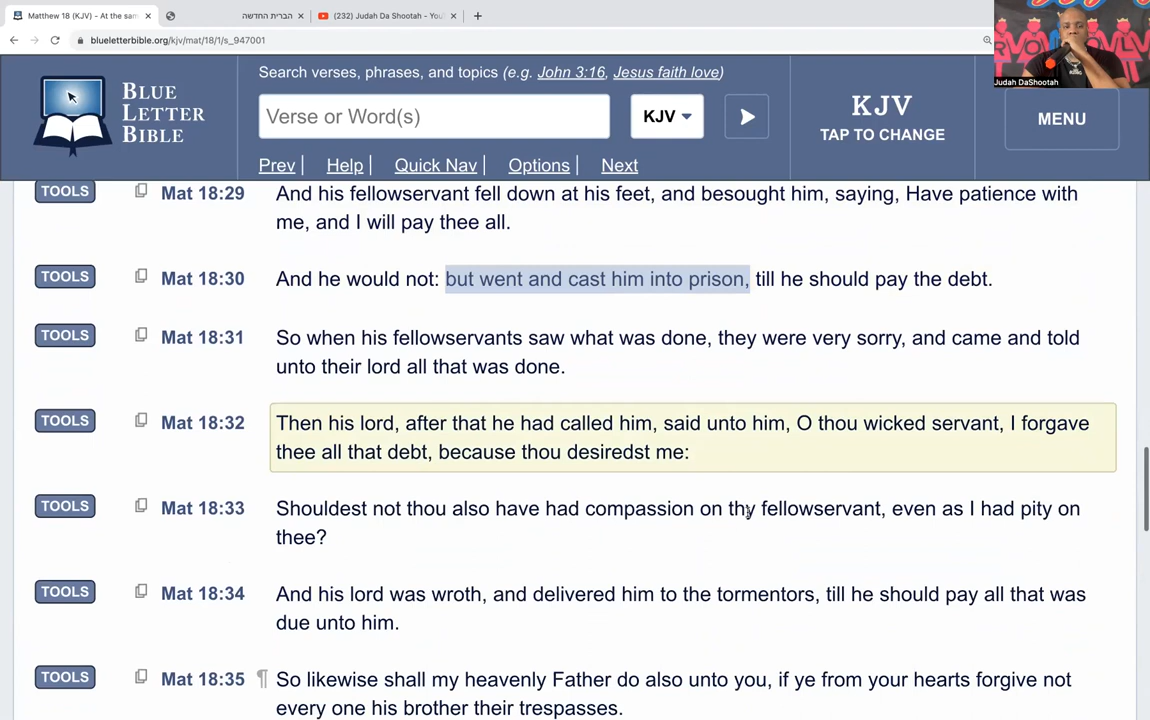 Matthew 18 (KJV) - At the sam
הברית החדשה
(232) Judah Da Shootah - You
blueletterbible.org/kjv/mat/18/1/s_947001
Judah DaShootah
BLUE
LETTER
BIBLE
Search verses, phrases, and topics (e.g. John 3:16, Jesus faith love)
Verse or Word(s)
KJV
Prev | Help | Quick Nav | Options | Next
KJV
TAP TO CHANGE
MENU
TOOLS Mat 18:29 And his fellowservant fell down at his feet, and besought him, saying, Have patience with
me, and I will pay thee all.
TOOLS Mat 18:30 And he would not: but went and cast him into prison, till he should pay the debt.
TOOLS Mat 18:31 So when his fellowservants saw what was done, they were very sorry, and came and told
unto their lord all that was done.
TOOLS Mat 18:32 Then his lord, after that he had called him, said unto him, O thou wicked servant, I forgave
thee all that debt, because thou desiredst me:
TOOLS Mat 18:33 Shouldest not thou also have had compassion on thy fellowservant, even as I had pity on
thee?
TOOLS Mat 18:34 And his lord was wroth, and delivered him to the tormentors, till he should pay all that was
due unto him.
TOOLS Mat 18:35 ¶ So likewise shall my heavenly Father do also unto you, if ye from your hearts forgive not
every one his brother their trespasses.